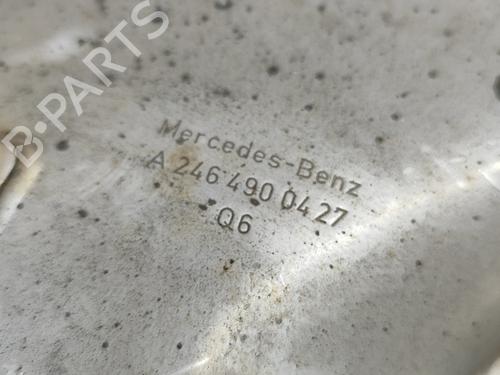 B-PARTS
Mercedes-Benz
A 246 490 04 27
Q6